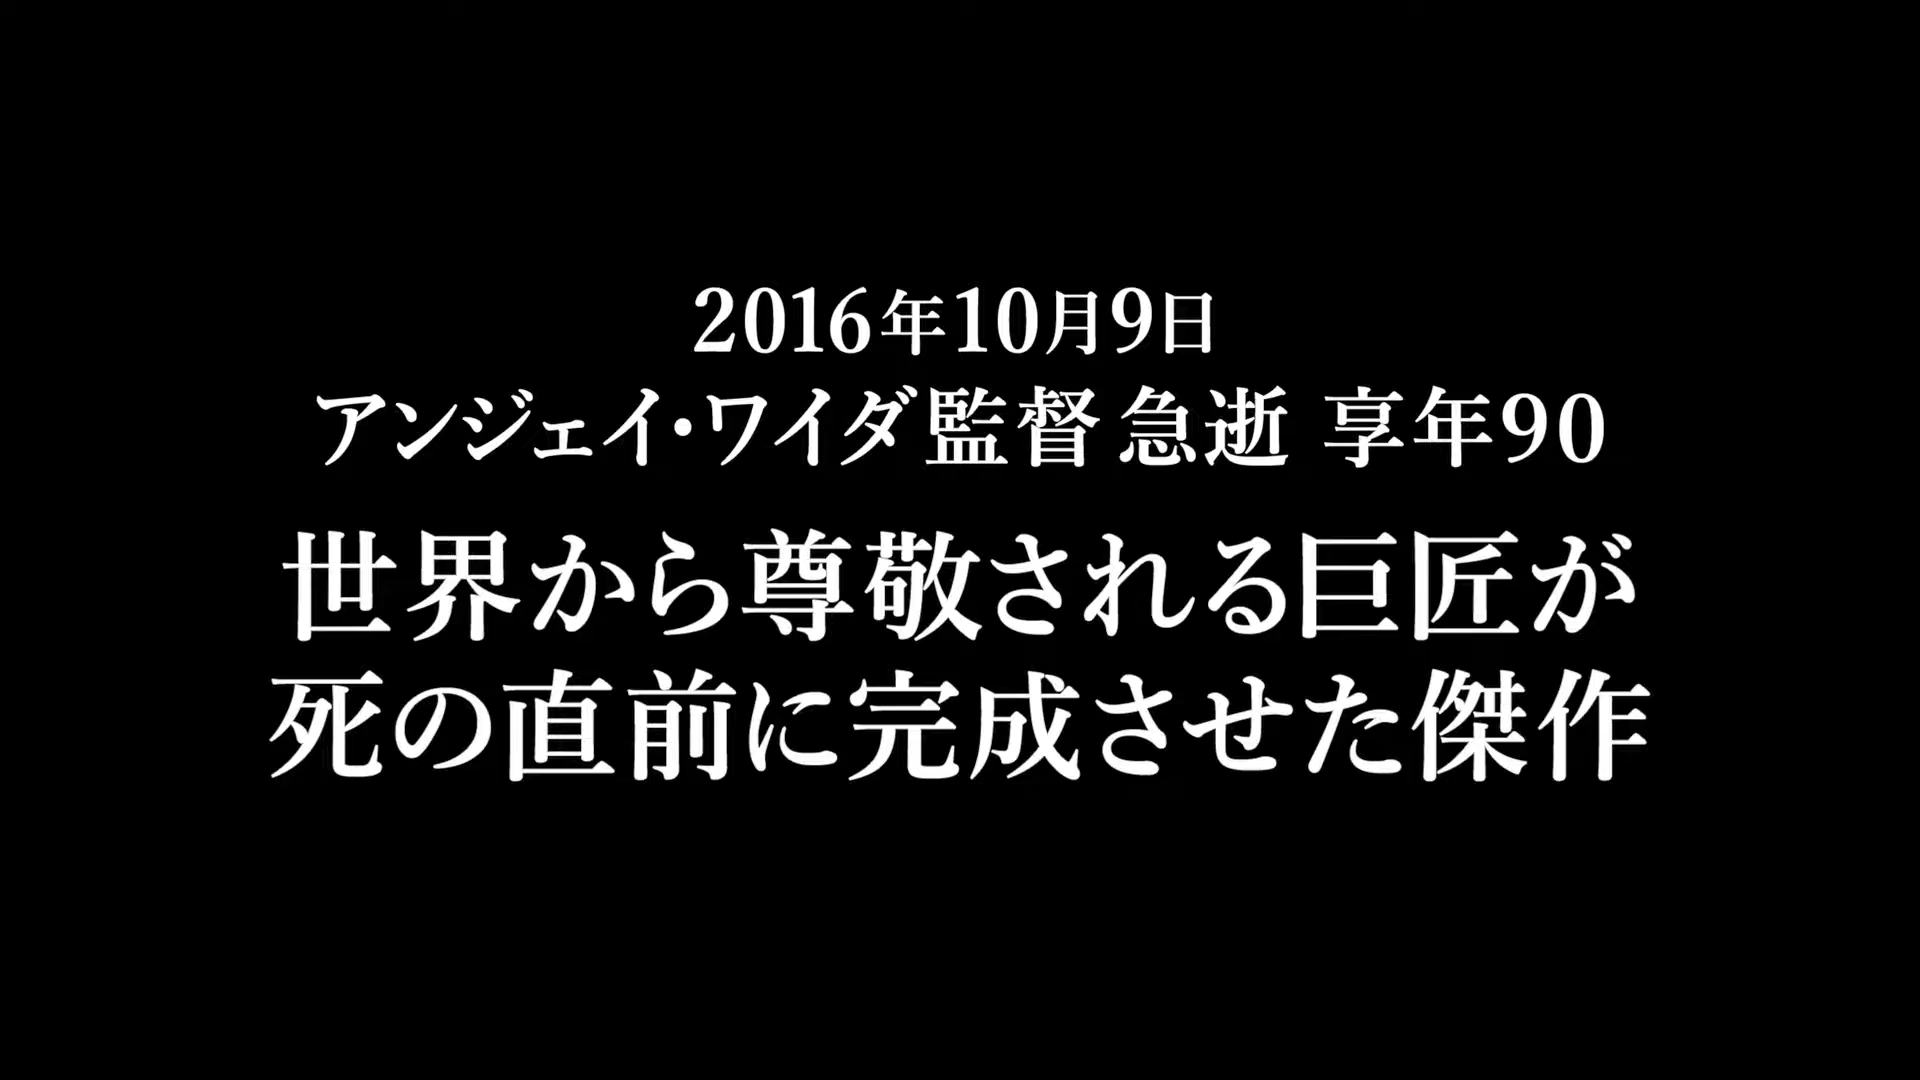 2016年10月9日
アンジェイ・ワイダ監督 急逝 享年90
世界から尊敬される巨匠が
死の直前に完成させた傑作